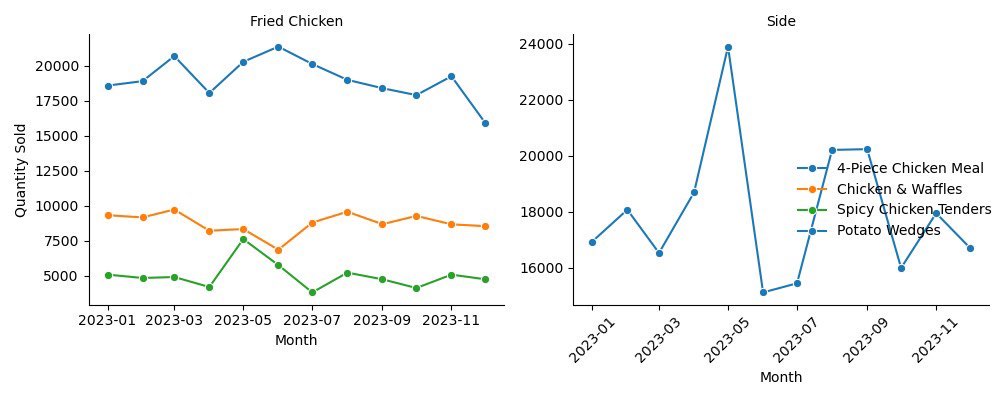 Fried Chicken
Quantity Sold
20000
17500
15000
12500
10000
7500
5000
2023-01 2023-03 2023-05 2023-07 2023-09 2023-11
Month
Side
24000
22000
20000
18000
16000
4-Piece Chicken Meal
Chicken & Waffles
Spicy Chicken Tenders
Potato Wedges
2023-01 2023-03 2023-05 2023-07 2023-09 2023-11
Month